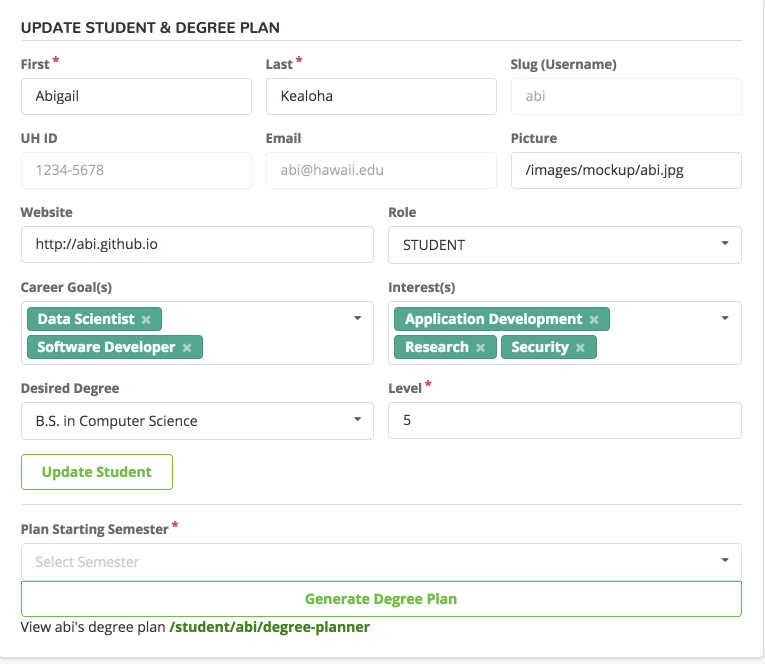 UPDATE STUDENT & DEGREE PLAN
First * Last * Slug (Username)
Abigail Kealoha abi
UH ID Email Picture
1234-5678 abi@hawaii.edu /images/mockup/abi.jpg
Website Role
http://abi.github.io STUDENT
Career Goal(s) Interest(s)
Data Scientist × Application Development ×
Software Developer × Research × Security ×
Desired Degree Level *
B.S. in Computer Science 5
Update Student
Plan Starting Semester *
Select Semester
Generate Degree Plan
View abi's degree plan /student/abi/degree-planner